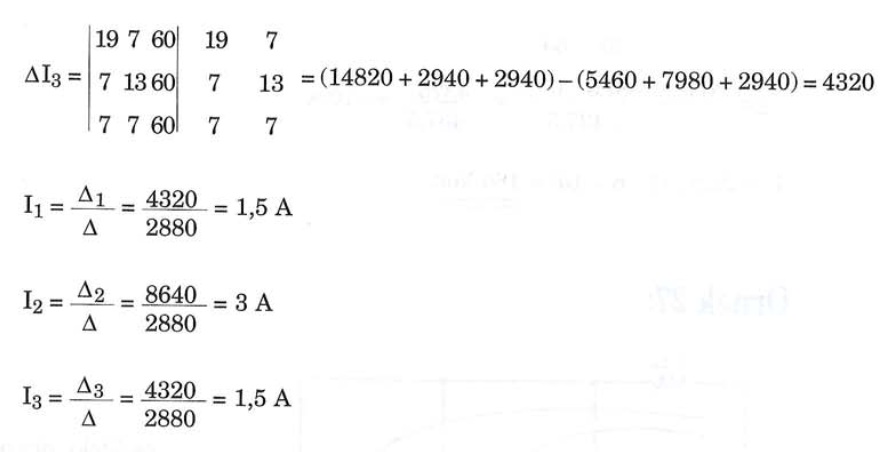 ΔI₃ = |19 7 60| 19 7
|7 13 60| 7 13 = (14820 + 2940 + 2940) – (5460 + 7980 + 2940) = 4320
|7 7 60| 7 7
I₁ = Δ₁/Δ = 4320/2880 = 1,5 A
I₂ = Δ₂/Δ = 8640/2880 = 3 A
I₃ = Δ₃/Δ = 4320/2880 = 1,5 A